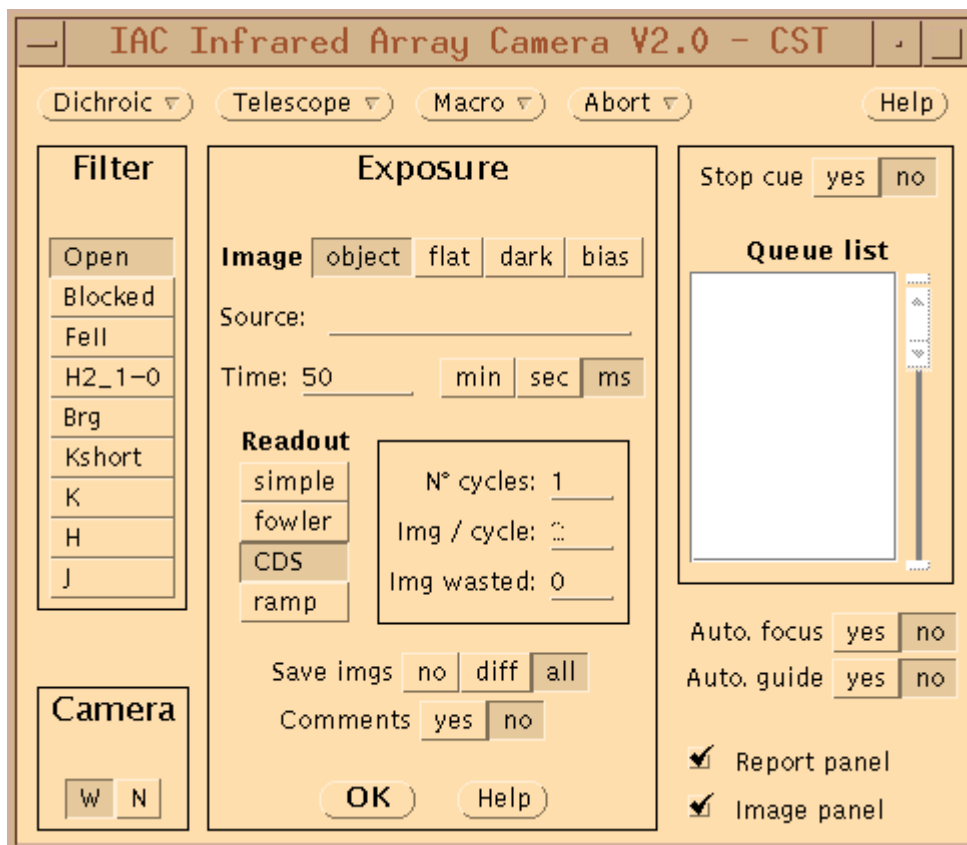 IAC Infrared Array Camera V2.0 - CST
Dichroic Telescope Macro Abort Help
Filter
Open
Blocked
FeII
H2_1-0
Brg
Kshort
K
H
J
Camera
W N
Exposure
Image object flat dark bias
Source:
Time: 50 min sec ms
Readout
simple
fowler
CDS
ramp
N° cycles: 1
Img / cycle:
Img wasted: 0
Save imgs no diff all
Comments yes no
OK Help
Stop cue yes no
Queue list
Auto. focus yes no
Auto. guide yes no
Report panel
Image panel